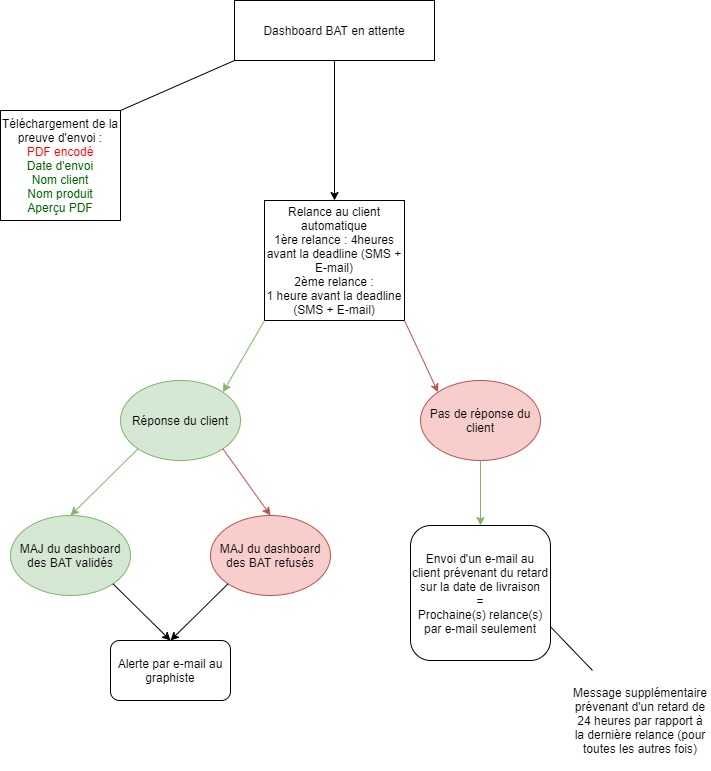 Dashboard BAT en attente
Téléchargement de la
preuve d'envoi :
PDF encodé
Date d'envoi
Nom client
Nom produit
Aperçu PDF
Relance au client
automatique
1ère relance : 4heures
avant la deadline (SMS +
E-mail)
2ème relance :
1 heure avant la deadline
(SMS + E-mail)
Réponse du client
Pas de réponse du
client
MAJ du dashboard
des BAT validés
MAJ du dashboard
des BAT refusés
Envoi d'un e-mail au
client prévenant du retard
sur la date de livraison
=
Prochaine(s) relance(s)
par e-mail seulement
Alerte par e-mail au
graphiste
Message supplémentaire
prévenant d'un retard de
24 heures par rapport à
la dernière relance (pour
toutes les autres fois)